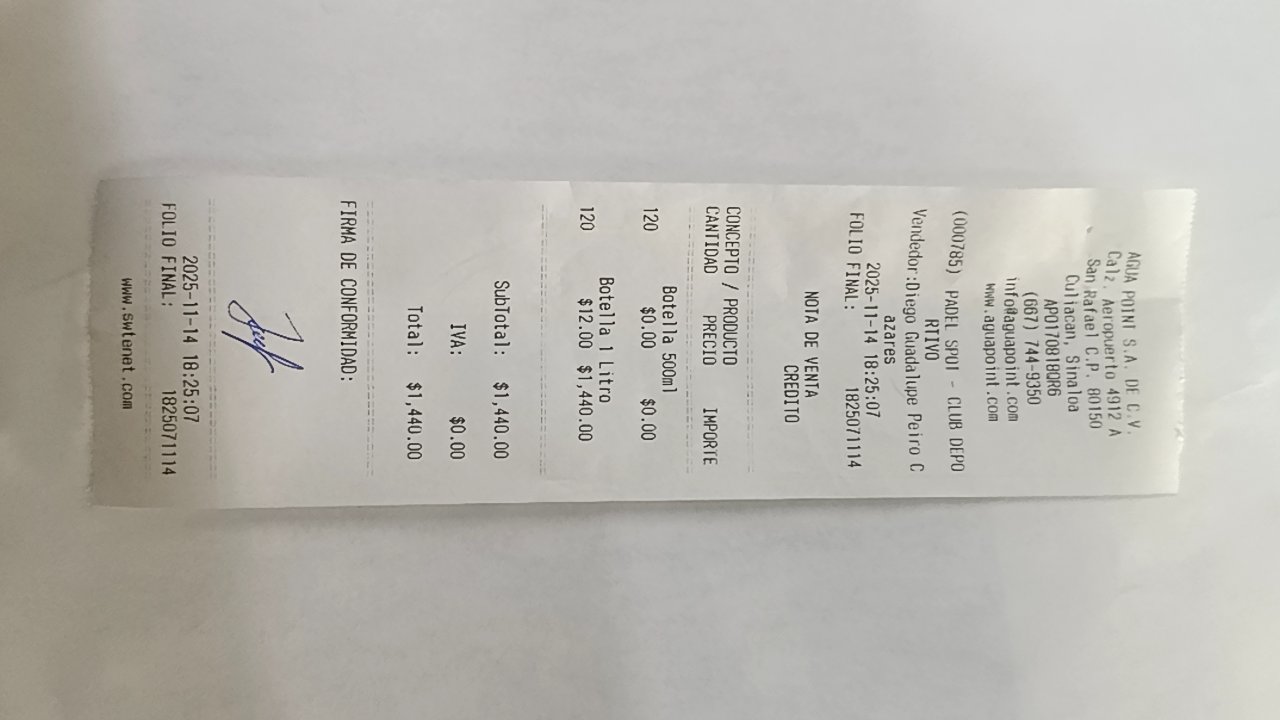 AGUA POINT S.A. DE C.V.
Calz. Aeropuerto 4912 A
San Rafael C.P. 80150
Culiacan, Sinaloa
APO170818QR6
(667) 744-9350
info@aguapoint.com
www.aguapoint.com
(000785) PADEL SPOT - CLUB DEPO
RTIVO
Vendedor:Diego Guadalupe Peiro C
azares
2025-11-14 18:25:07
FOLIO FINAL: 1825071114
NOTA DE VENTA
CREDITO
CONCEPTO / PRODUCTO
CANTIDAD PRECIO IMPORTE
Botella 500ml
120 $0.00 $0.00
Botella 1 Litro
120 $12.00 $1,440.00
SubTotal: $1,440.00
IVA: $0.00
Total: $1,440.00
FIRMA DE CONFORMIDAD:
2025-11-14 18:25:07
FOLIO FINAL: 1825071114
www.swtenet.com